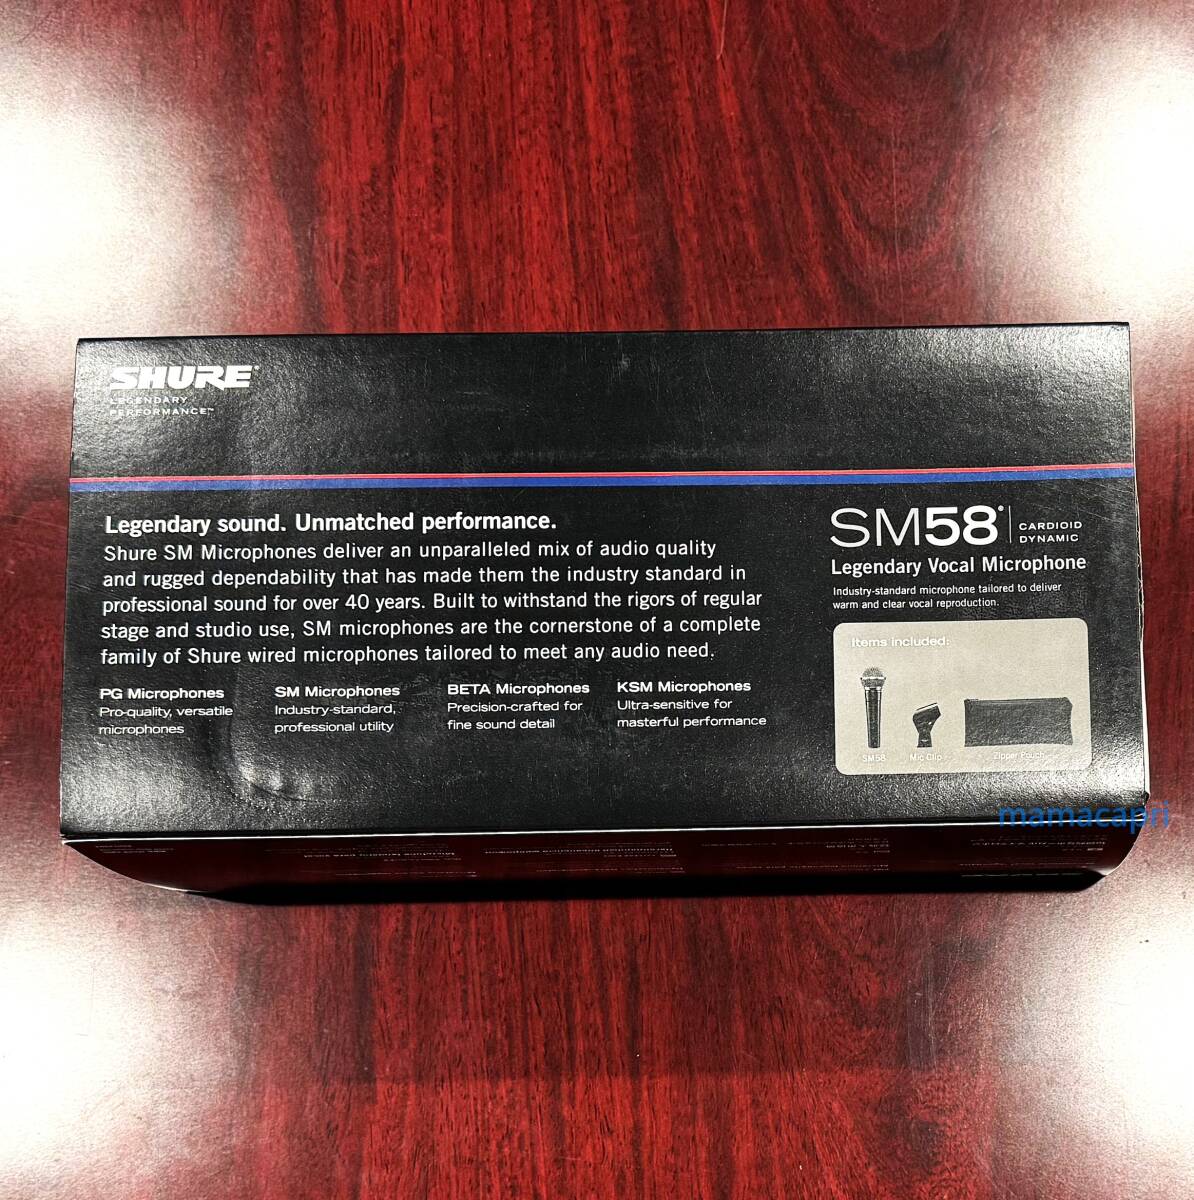 SHURE®
LEGENDARY
PERFORMANCE™
Legendary sound. Unmatched performance.
Shure SM Microphones deliver an unparalleled mix of audio quality
and rugged dependability that has made them the industry standard in
professional sound for over 40 years. Built to withstand the rigors of regular
stage and studio use, SM microphones are the cornerstone of a complete
family of Shure wired microphones tailored to meet any audio need.
PG Microphones
Pro-quality, versatile
microphones
SM Microphones
Industry-standard,
professional utility
BETA Microphones
Precision-crafted for
fine sound detail
KSM Microphones
Ultra-sensitive for
masterful performance
SM58®
CARDIOID
DYNAMIC
Legendary Vocal Microphone
Industry-standard microphone tailored to deliver
warm and clear vocal reproduction.
Items included:
SM58 Mic Clip Zipper Pouch
mamacapri